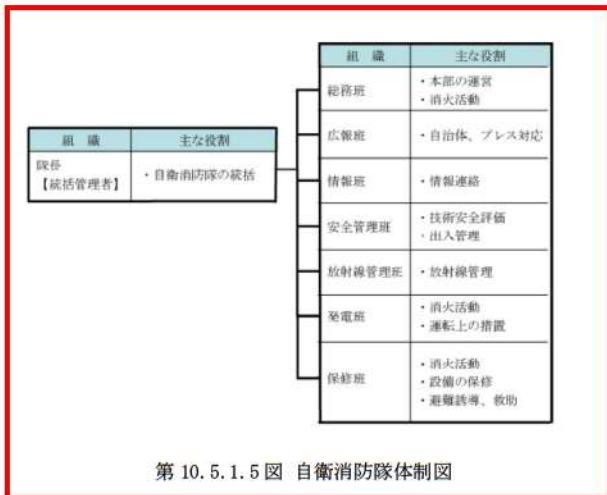 組織 主な役割
隊長
【統括管理者】
・自衛消防隊の統括
組織 主な役割
総務班
・本部の運営
・消火活動
広報班
・自治体、プレス対応
情報班
・情報連絡
安全管理班
・技術安全評価
・出入管理
放射線管理班
・放射線管理
発電班
・消火活動
・運転上の措置
保修班
・消火活動
・設備の保修
・避難誘導、救助
第 10.5.1.5 図 自衛消防隊体制図